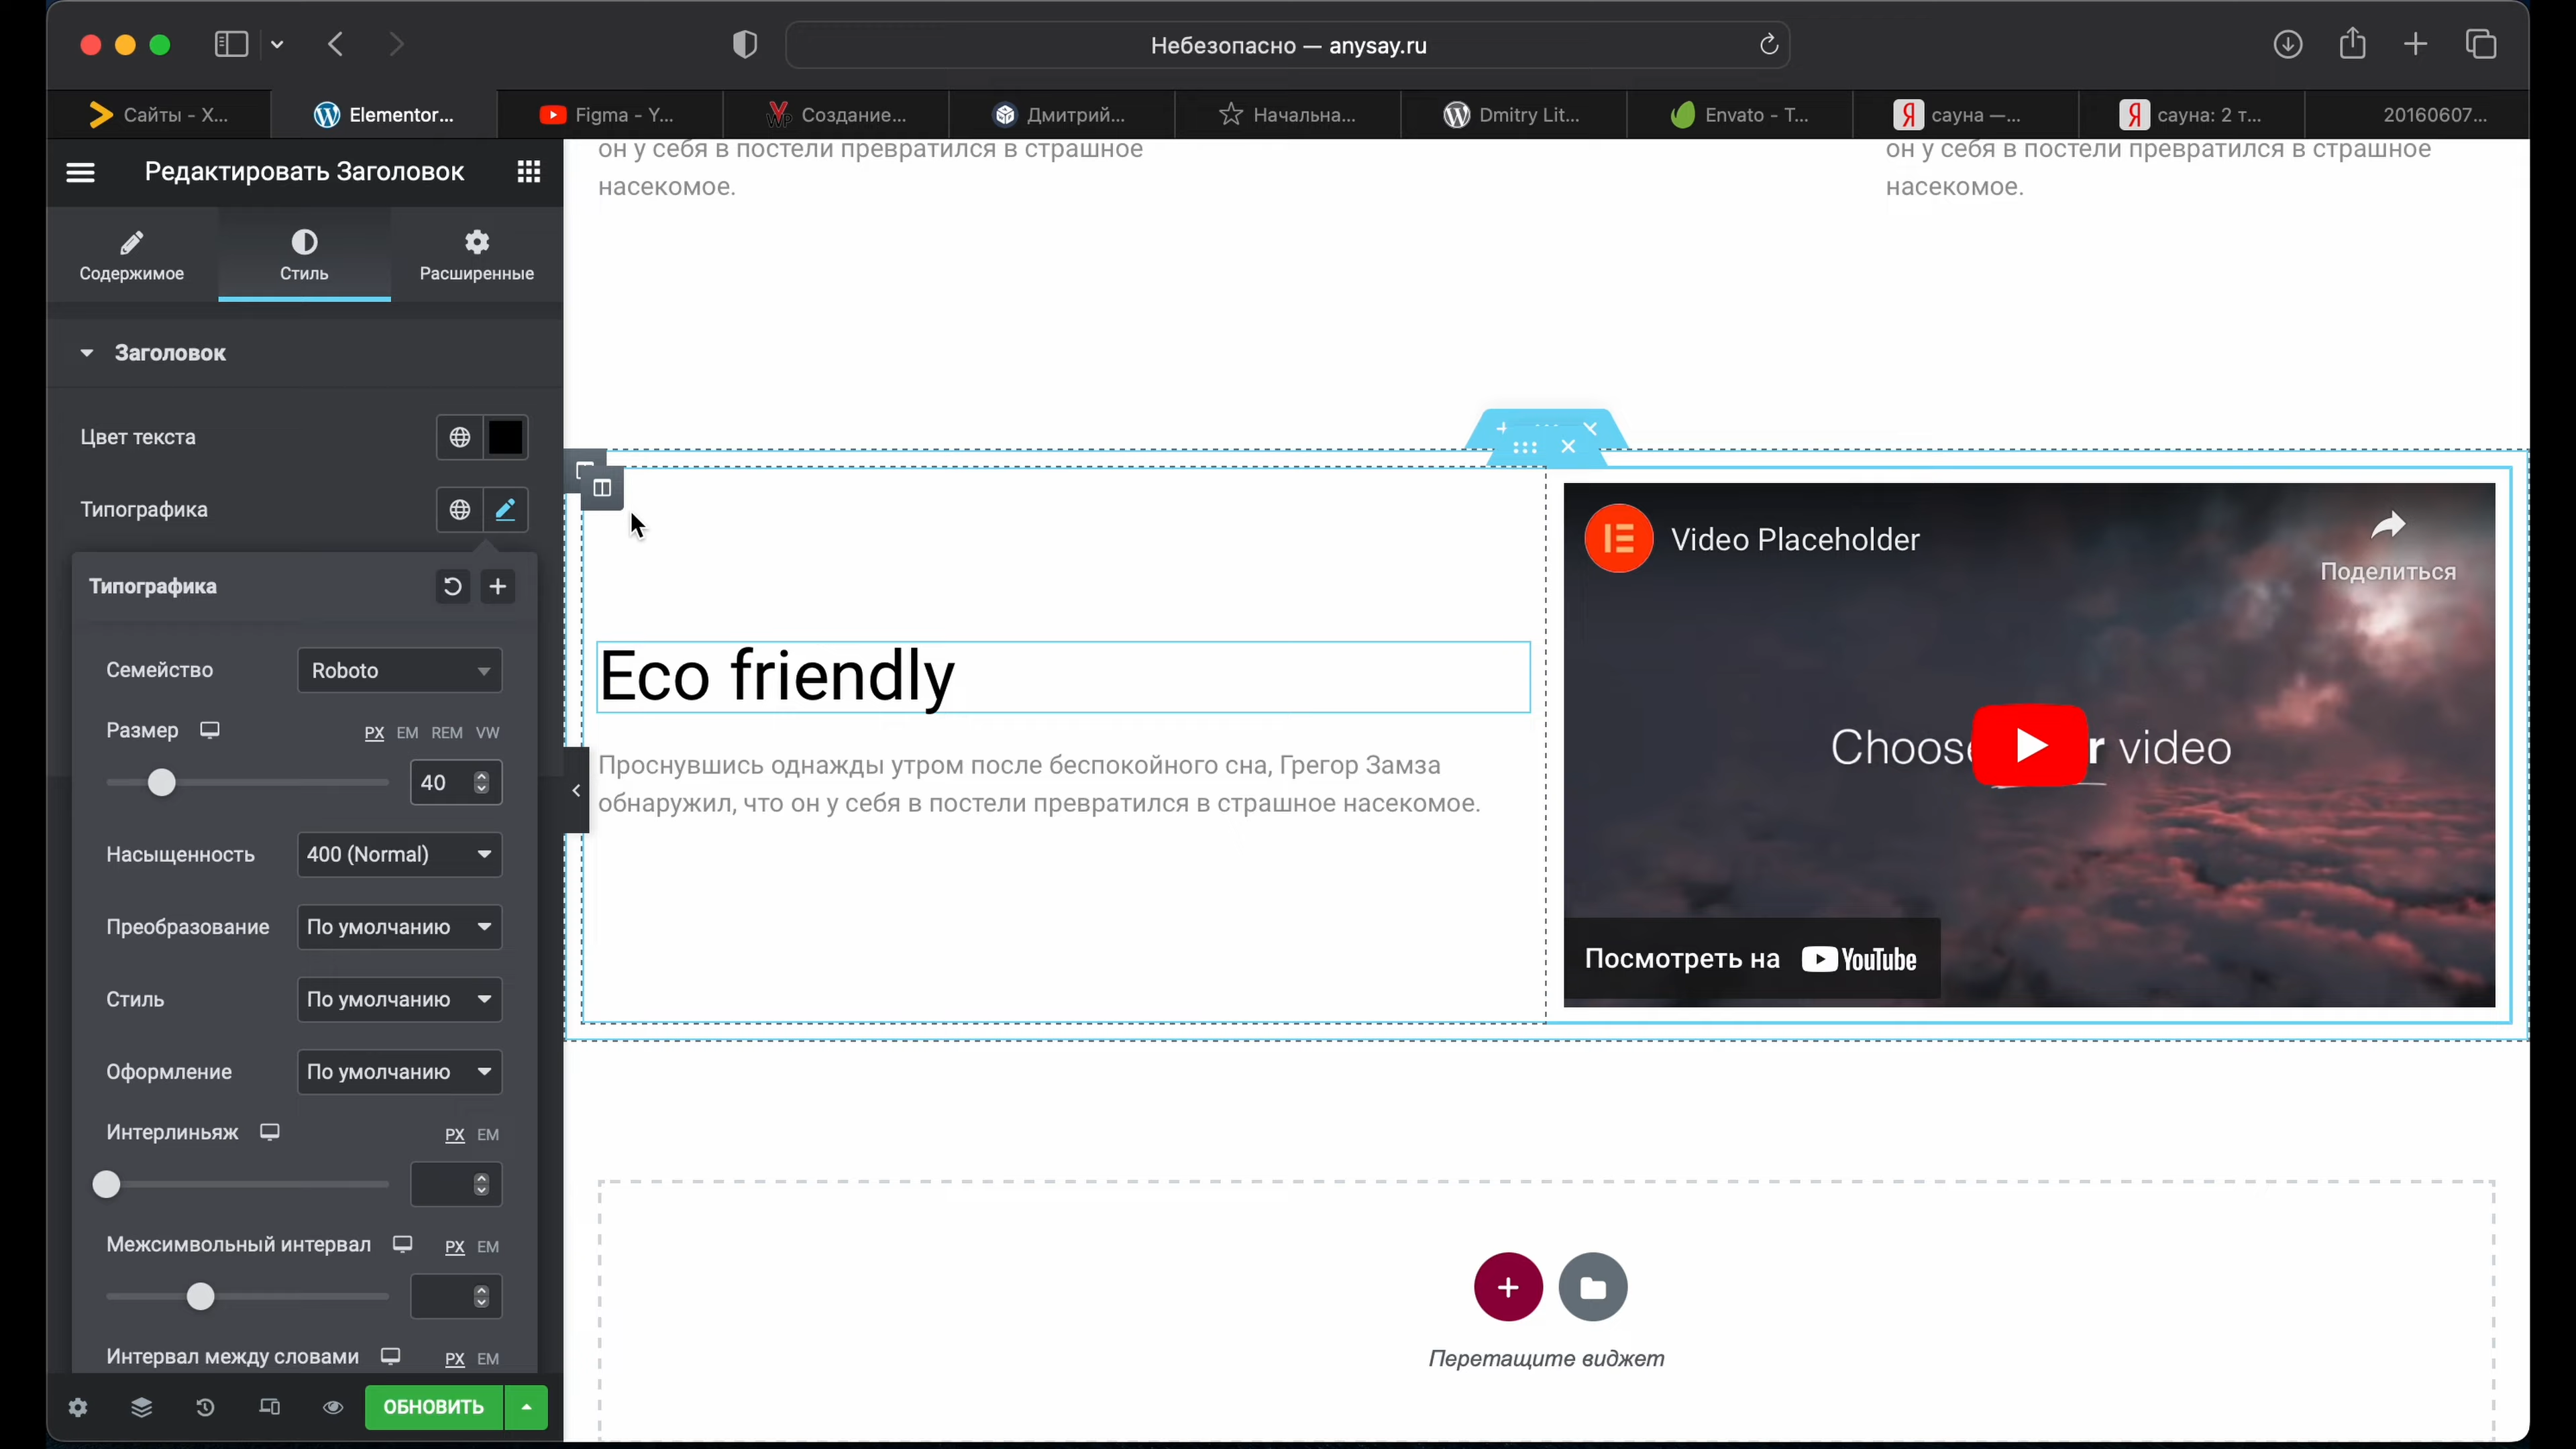 Небезопасно — anysay.ru
Сайты - X...
Elementor...
Figma - Y...
Создание...
Дмитрий...
Начальна...
Dmitry Lit...
Envato - T...
сауна —...
сауна: 2 т...
20160607...
Редактировать Заголовок
Содержимое
Стиль
Расширенные
Заголовок
Цвет текста
Типографика
Типографика
Семейство
Roboto
Размер
PX EM REM VW
40
Насыщенность
400 (Normal)
Преобразование
По умолчанию
Стиль
По умолчанию
Оформление
По умолчанию
Интерлиньяж
PX EM
Межсимвольный интервал
PX EM
Интервал между словами
PX EM
ОБНОВИТЬ
он у себя в постели превратился в страшное
насекомое.
он у себя в постели превратился в страшное
насекомое.
Eco friendly
Проснувшись однажды утром после беспокойного сна, Грегор Замза
обнаружил, что он у себя в постели превратился в страшное насекомое.
Video Placeholder
Поделиться
video
Посмотреть на YouTube
Перетащите виджет